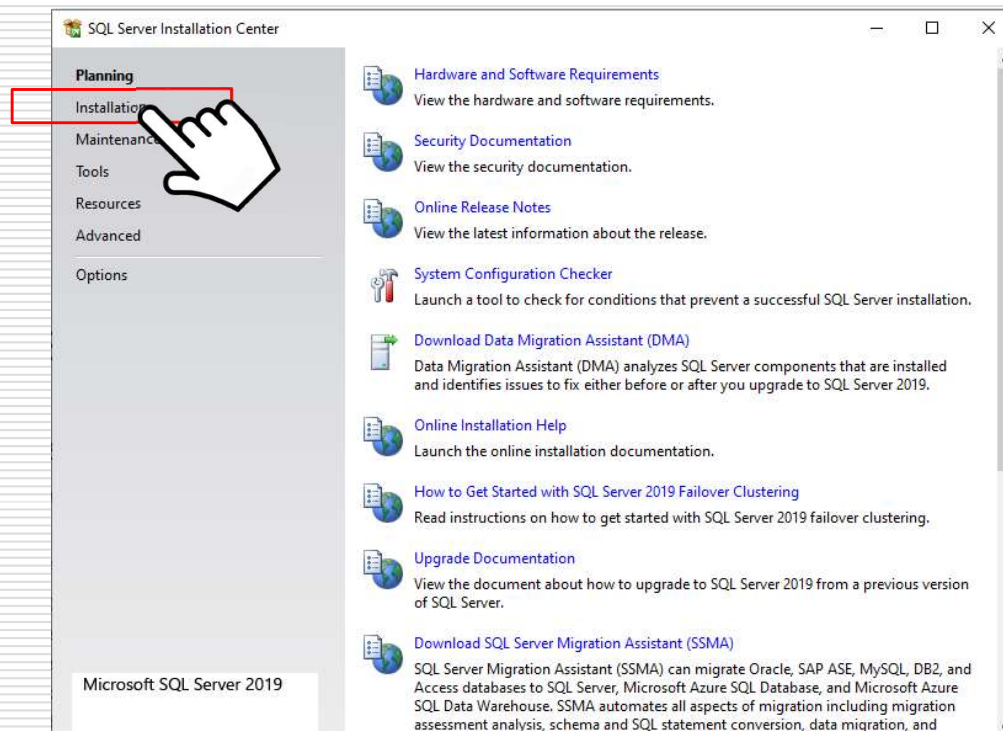 SQL Server Installation Center
Planning
Installation
Maintenance
Tools
Resources
Advanced
Options
Microsoft SQL Server 2019
Hardware and Software Requirements
View the hardware and software requirements.
Security Documentation
View the security documentation.
Online Release Notes
View the latest information about the release.
System Configuration Checker
Launch a tool to check for conditions that prevent a successful SQL Server installation.
Download Data Migration Assistant (DMA)
Data Migration Assistant (DMA) analyzes SQL Server components that are installed
and identifies issues to fix either before or after you upgrade to SQL Server 2019.
Online Installation Help
Launch the online installation documentation.
How to Get Started with SQL Server 2019 Failover Clustering
Read instructions on how to get started with SQL Server 2019 failover clustering.
Upgrade Documentation
View the document about how to upgrade to SQL Server 2019 from a previous version
of SQL Server.
Download SQL Server Migration Assistant (SSMA)
SQL Server Migration Assistant (SSMA) can migrate Oracle, SAP ASE, MySQL, DB2, and
Access databases to SQL Server, Microsoft Azure SQL Database, and Microsoft Azure
SQL Data Warehouse. SSMA automates all aspects of migration including migration
assessment analysis, schema and SQL statement conversion, data migration, and